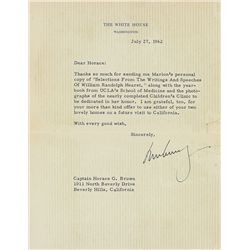 THE WHITE HOUSE
WASHINGTON
July 27, 1962
Dear Horace:
Thanks so much for sending me Marion's personal
copy of "Selections From The Writings And Speeches
Of William Randolph Hearst," along with the year-
book from UCLA's School of Medicine and the photo-
graphs of the nearly completed Children's Clinic to
be dedicated in her honor. I am grateful, too, for
your more than kind offer to use either of your two
lovely homes on a future visit to California.
With every good wish,
Sincerely,
Captain Horace G. Brown
1011 North Beverly Drive
Beverly Hills, California